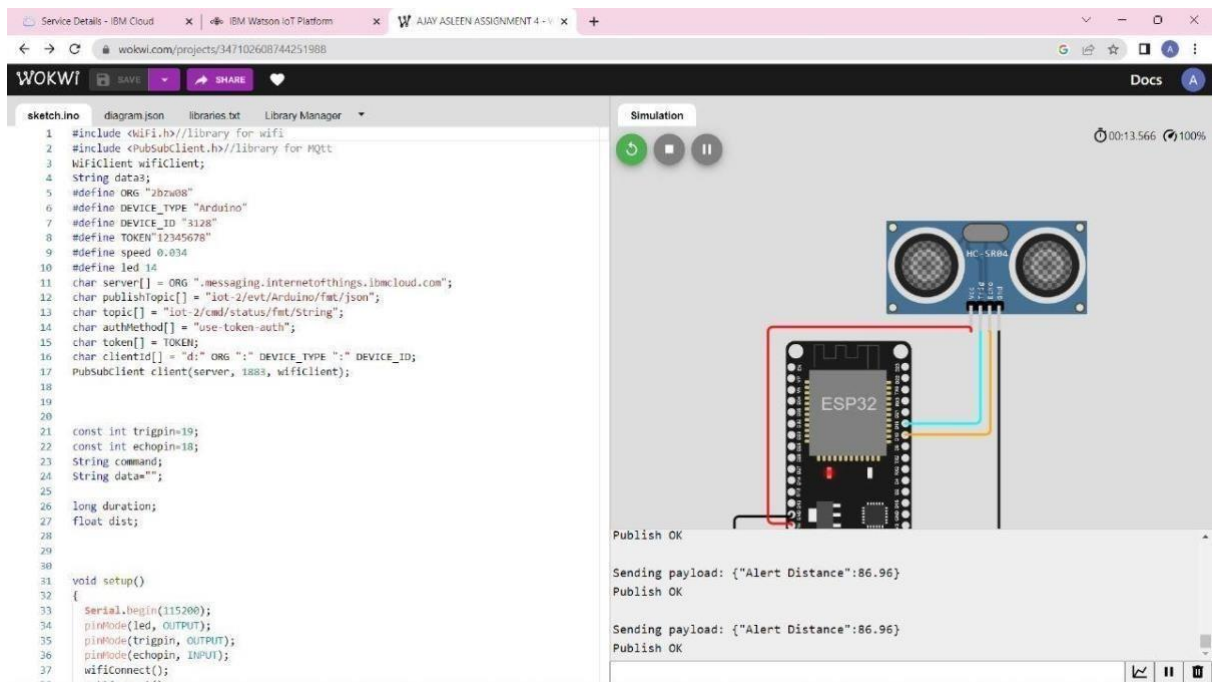 Service Details - IBM Cloud
IBM Watson IoT Platform
AJAY ASLEEN ASSIGNMENT 4 -
wokwi.com/projects/347102608744251988
WOKWI
SAVE
SHARE
Docs
A
sketch.ino
diagram.json
libraries.txt
Library Manager
1 #include <WiFi.h>//library for wifi
2 #include <PubSubClient.h>//library for MQtt
3 WiFiClient wifiClient;
4 String data3;
5 #define ORG "2bzw08"
6 #define DEVICE_TYPE "Arduino"
7 #define DEVICE_ID "3128"
8 #define TOKEN"12345678"
9 #define speed 0.034
10 #define led 14
11 char server[] = ORG ".messaging.internetofthings.ibmcloud.com";
12 char publishTopic[] = "iot-2/evt/Arduino/fmt/json";
13 char topic[] = "iot-2/cmd/status/fmt/String";
14 char authMethod[] = "use-token-auth";
15 char token[] = TOKEN;
16 char clientId[] = "d:" ORG ":" DEVICE_TYPE ":" DEVICE_ID;
17 PubSubClient client(server, 1883, wifiClient);
18
19
20
21 const int trigpin=19;
22 const int echopin=18;
23 String command;
24 String data="";
25
26 long duration;
27 float dist;
28
29
30
31 void setup()
32 {
33 Serial.begin(115200);
34 pinMode(led, OUTPUT);
35 pinMode(trigpin, OUTPUT);
36 pinMode(echopin, INPUT);
37 wifiConnect();
Simulation
00:13.566 100%
HC-SR04
Vcc
Trig
Echo
Gnd
ESP32
Publish OK
Sending payload: {"Alert Distance":86.96}
Publish OK
Sending payload: {"Alert Distance":86.96}
Publish OK